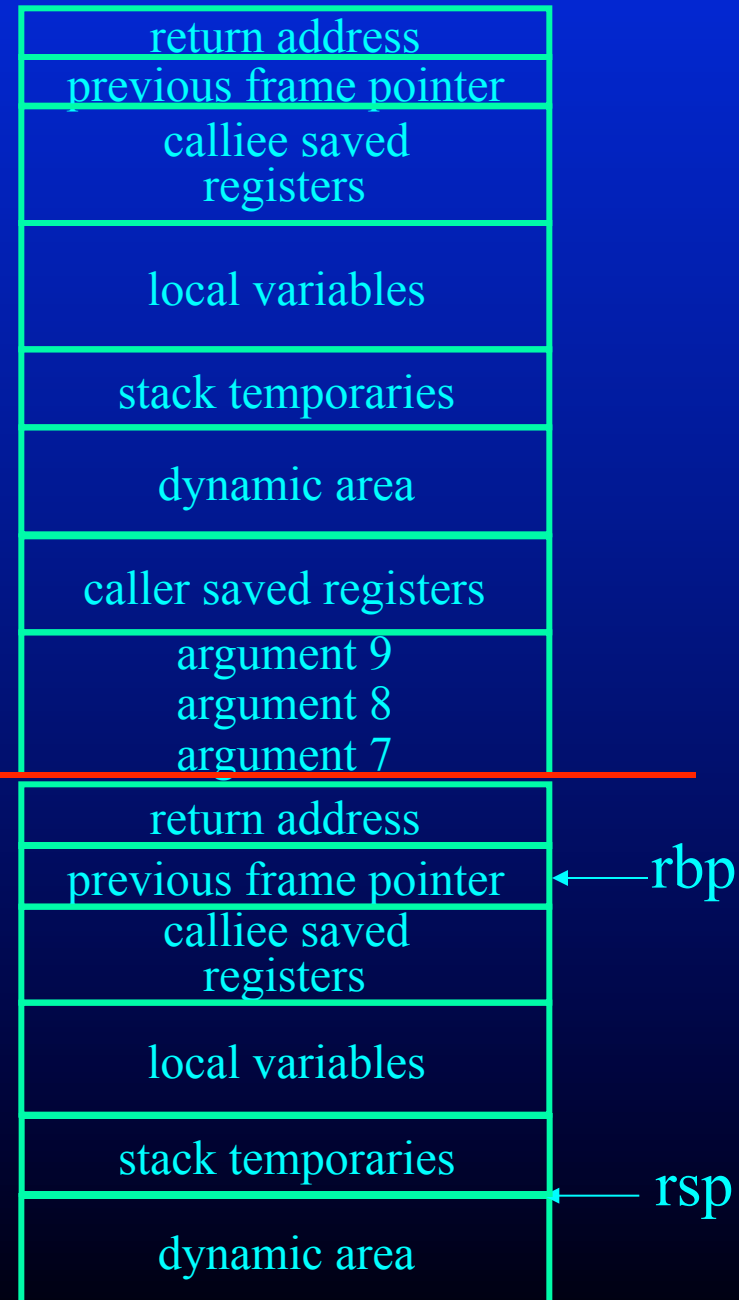 return address
previous frame pointer
calliee saved
registers
local variables
stack temporaries
dynamic area
caller saved registers
argument 9
argument 8
argument 7
return address
previous frame pointer
rbp
calliee saved
registers
local variables
stack temporaries
rsp
dynamic area